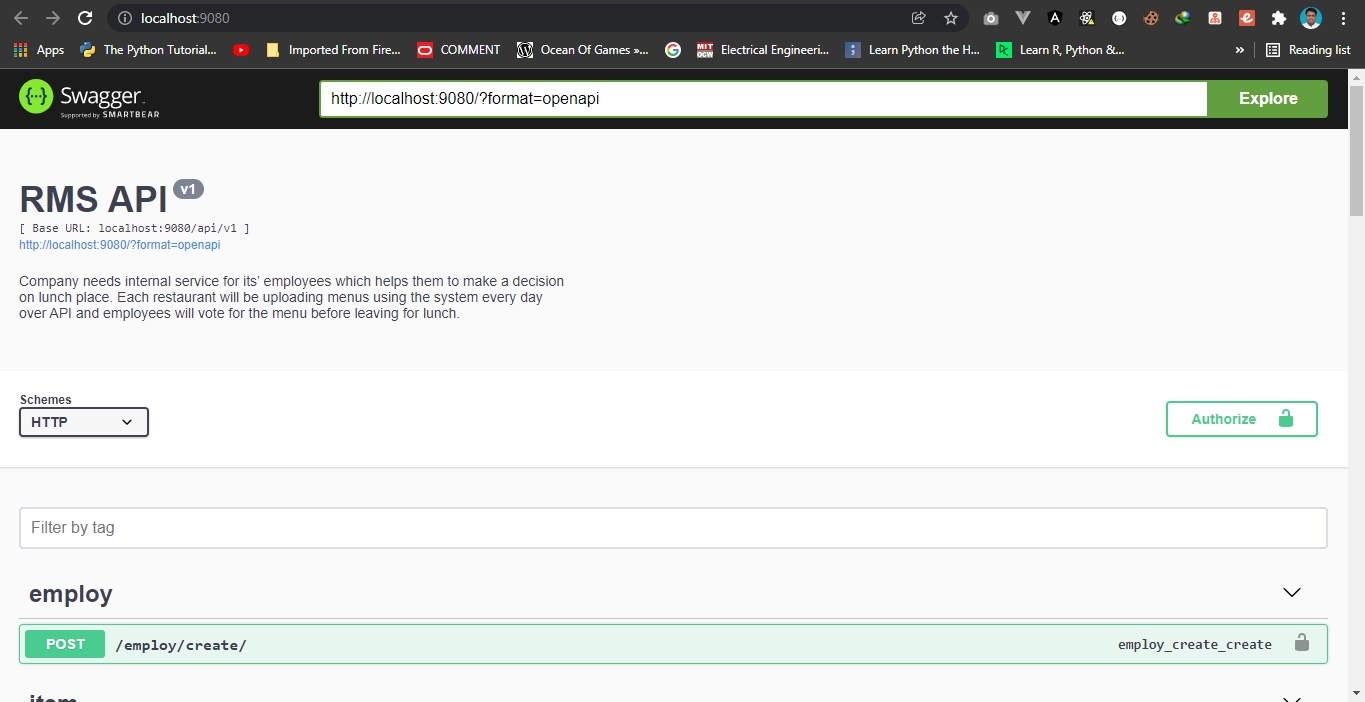 localhost:9080
Apps
The Python Tutorial...
Imported From Fire...
COMMENT
Ocean Of Games »...
MIT OCW
Electrical Engineeri...
Learn Python the H...
DC
Learn R, Python &...
»
Reading list
{··} Swagger
Supported by SMARTBEAR
http://localhost:9080/?format=openapi
Explore
RMS API v1
[ Base URL: localhost:9080/api/v1 ]
http://localhost:9080/?format=openapi
Company needs internal service for its’ employees which helps them to make a decision
on lunch place. Each restaurant will be uploading menus using the system every day
over API and employees will vote for the menu before leaving for lunch.
Schemes
HTTP
Authorize
Filter by tag
employ
POST
/employ/create/
employ_create_create
item